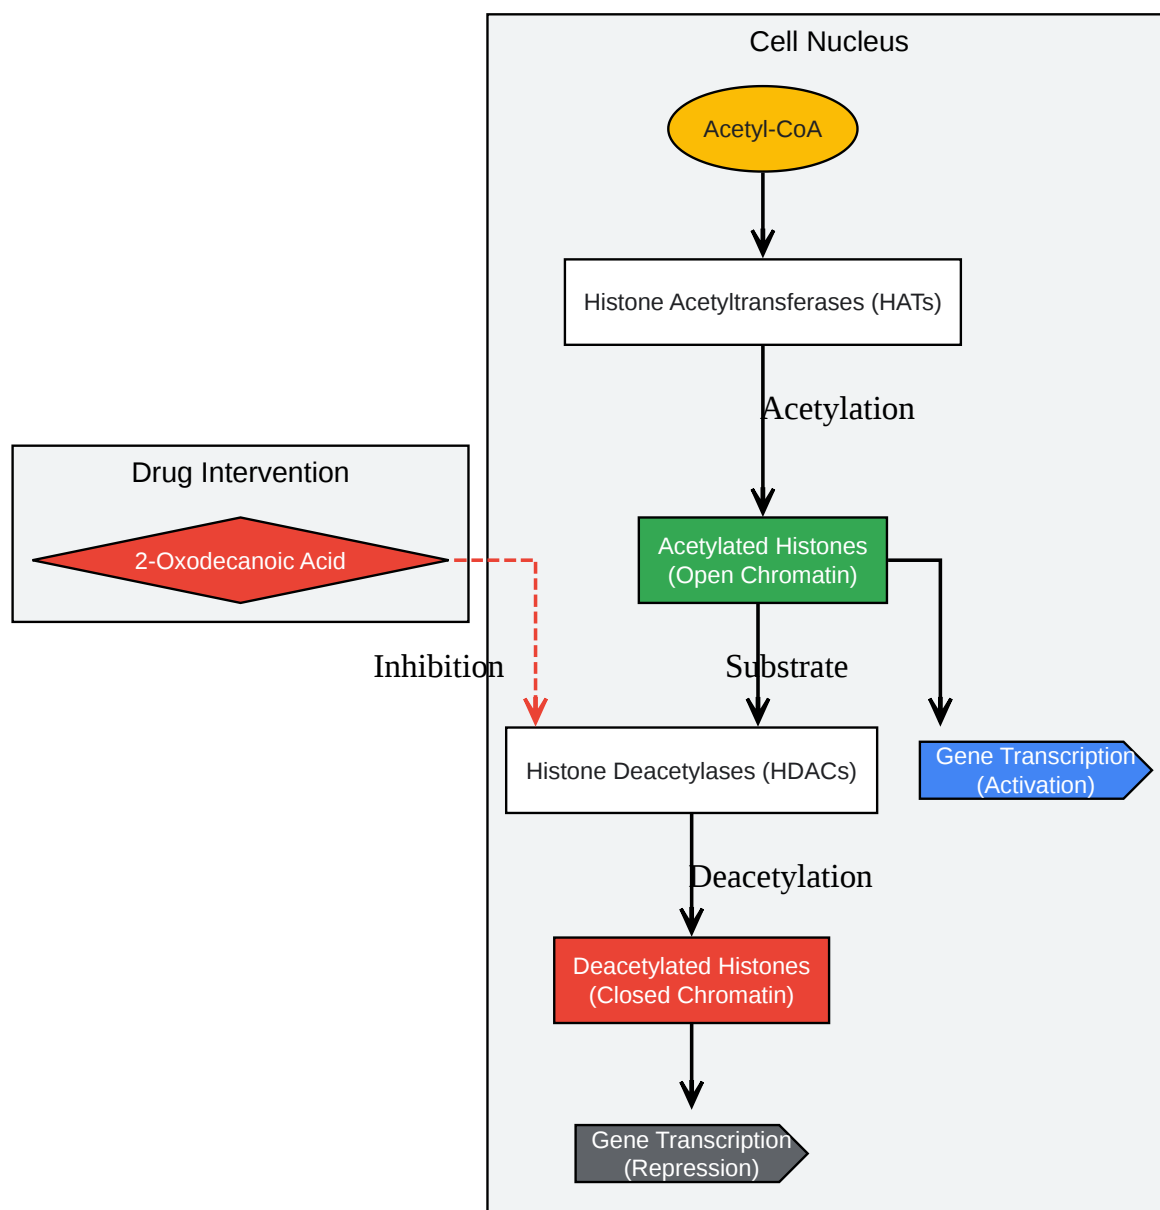 Cell Nucleus
Acetyl-CoA
Histone Acetyltransferases (HATs)
Acetylation
Drug Intervention
2-Oxodecanoic Acid
Acetylated Histones
(Open Chromatin)
Inhibition
Substrate
Histone Deacetylases (HDACs)
Gene Transcription
(Activation)
Deacetylation
Deacetylated Histones
(Closed Chromatin)
Gene Transcription
(Repression)